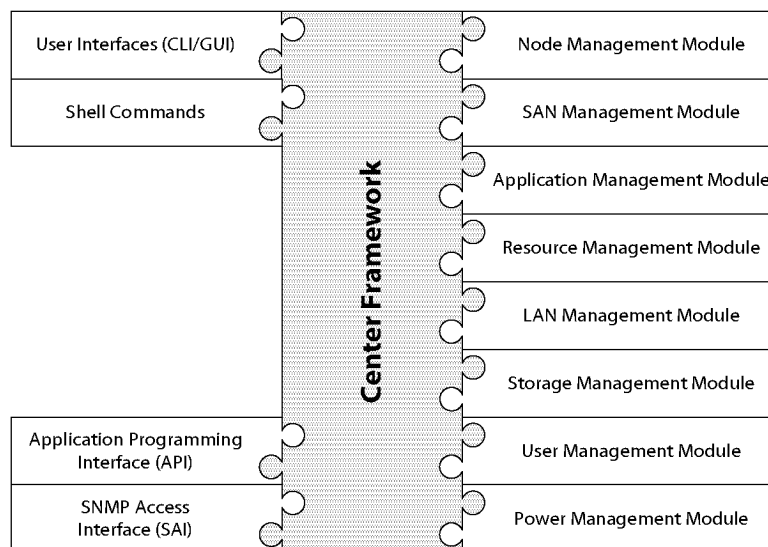 User Interfaces (CLI/GUI)
Shell Commands
Application Programming
Interface (API)
SNMP Access
Interface (SAI)
Center Framework
Node Management Module
SAN Management Module
Application Management Module
Resource Management Module
LAN Management Module
Storage Management Module
User Management Module
Power Management Module